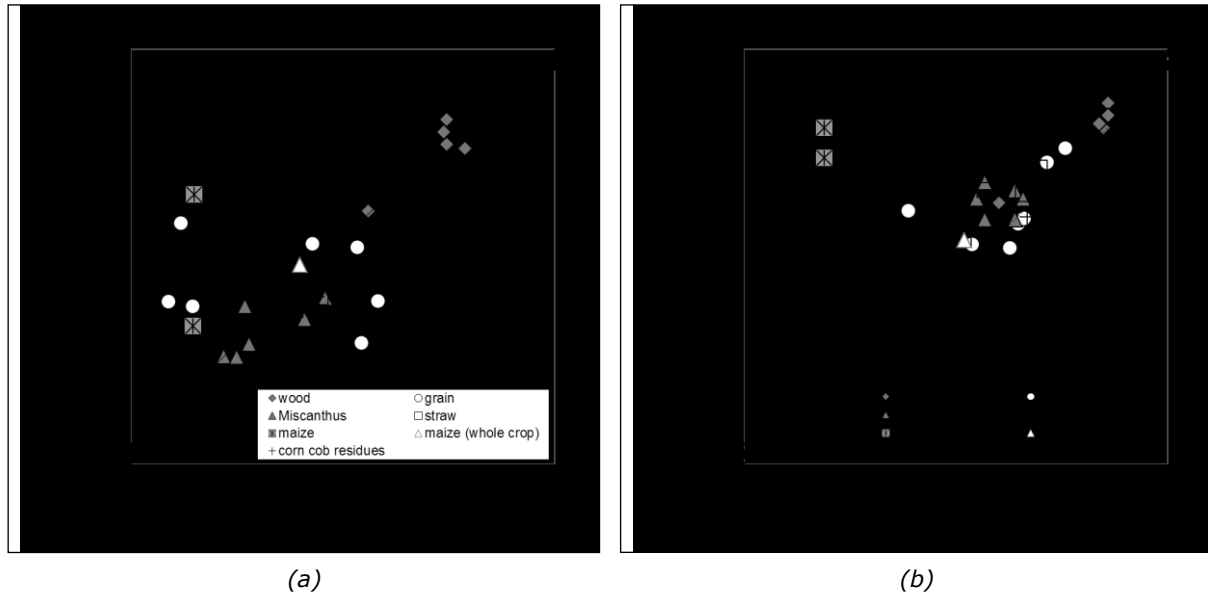 wood grain
Miscanthus straw
maize maize (whole crop)
+ corn cob residues
(a) (b)